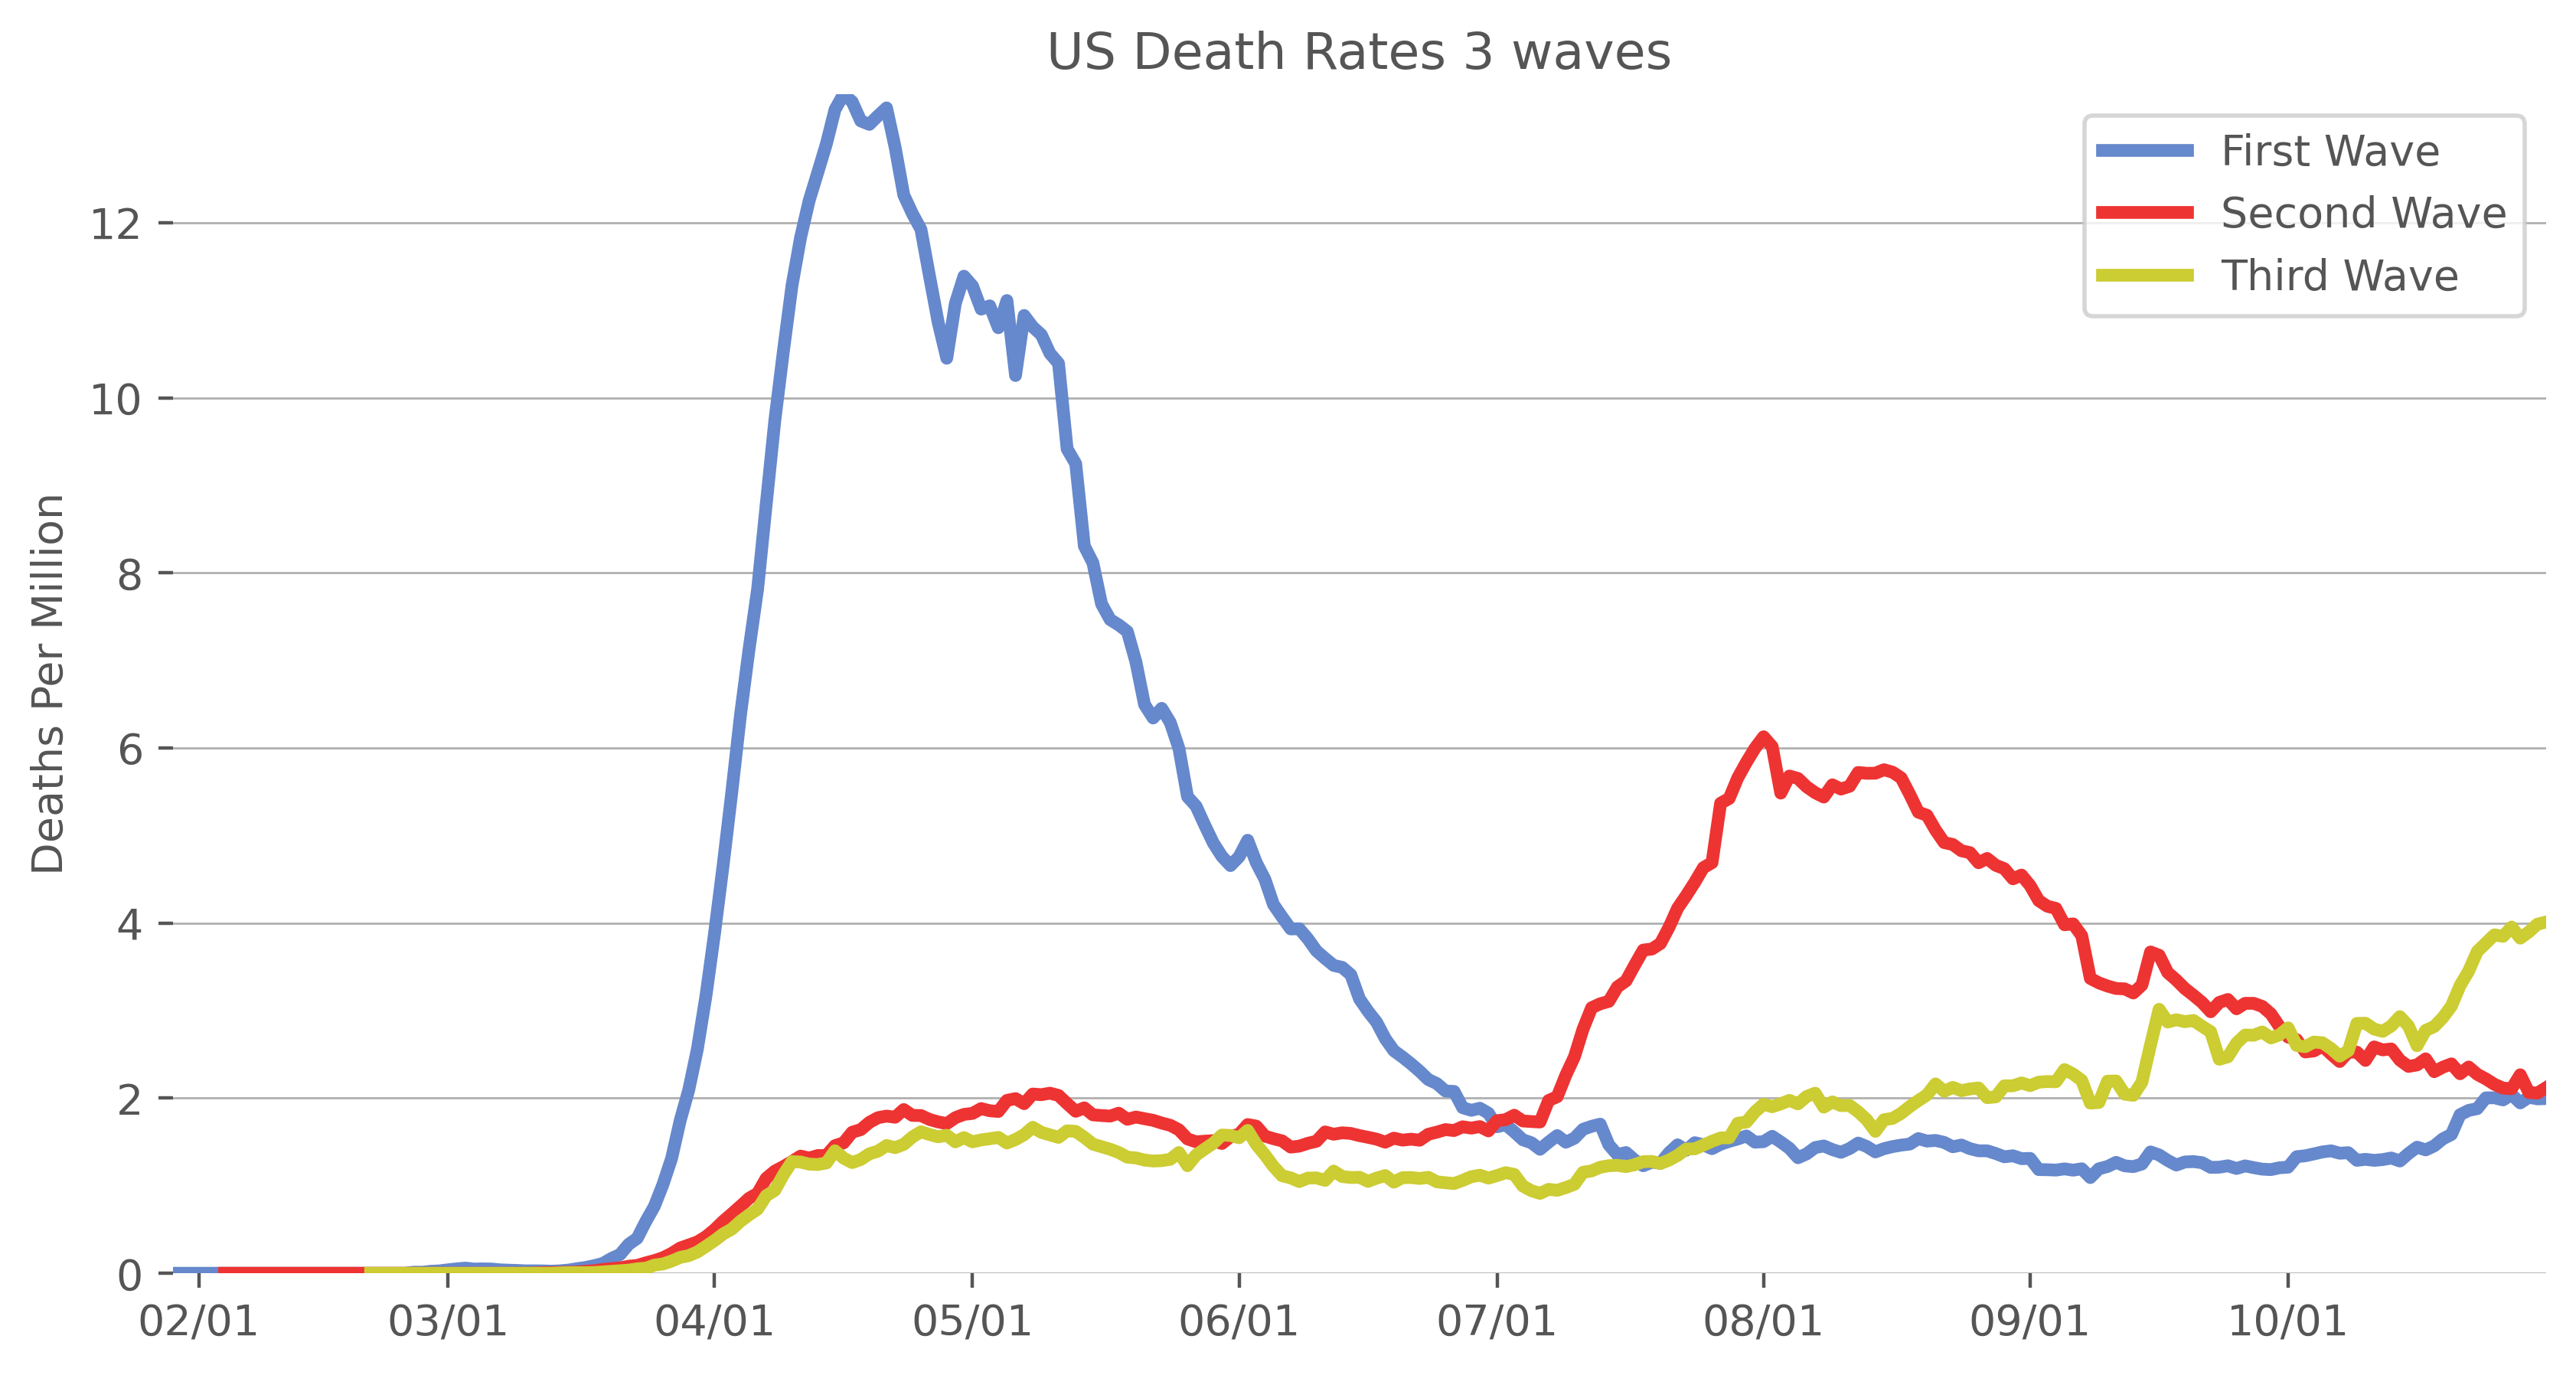 US Death Rates 3 waves
First Wave
Second Wave
Third Wave
Deaths Per Million
12
10
8
6
4
2
0
02/01 03/01 04/01 05/01 06/01 07/01 08/01 09/01 10/01